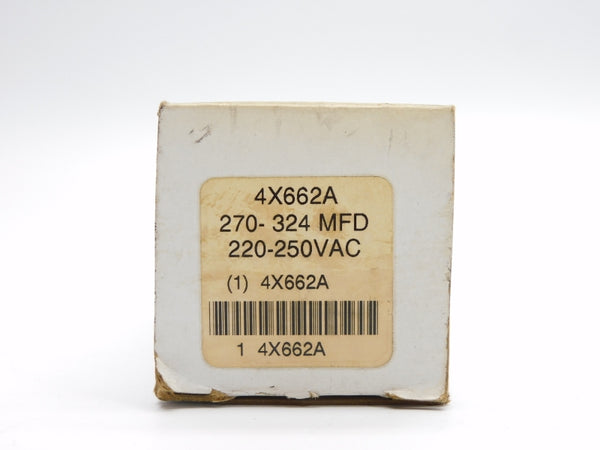 4X662A
270- 324 MFD
220-250VAC
(1) 4X662A
1 4X662A